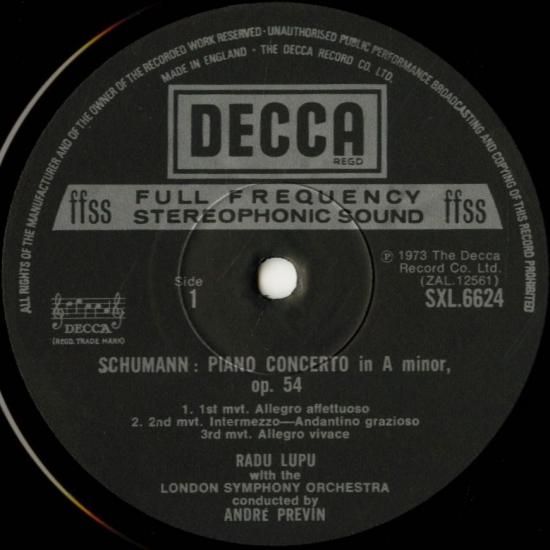 ALL RIGHTS OF THE MANUFACTURER AND OF THE OWNER OF THE RECORDED WORK RESERVED · UNAUTHORISED PUBLIC PERFORMANCE BROADCASTING AND COPYING OF THIS RECORD PROHIBITED
MADE IN ENGLAND · THE DECCA RECORD CO. LTD.
DECCA
REGD
ffss FULL FREQUENCY ffss
STEREOPHONIC SOUND
℗ 1973 The Decca
Record Co. Ltd.
(ZAL.12561)
SXL.6624
Side
1
DECCA
(REGD. TRADE MARK)
SCHUMANN: PIANO CONCERTO in A minor,
op. 54
1. 1st mvt. Allegro affettuoso
2. 2nd mvt. Intermezzo—Andantino grazioso
3rd mvt. Allegro vivace
RADU LUPU
with the
LONDON SYMPHONY ORCHESTRA
conducted by
ANDRÉ PREVIN